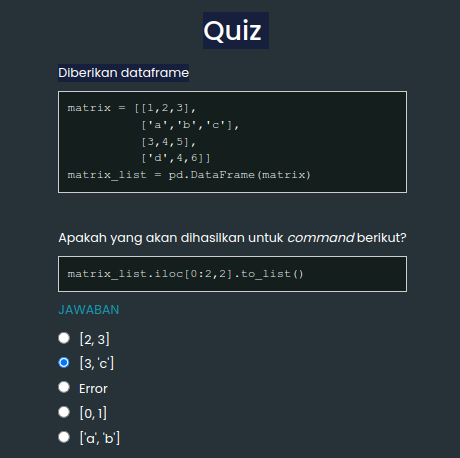 Quiz
Diberikan dataframe
matrix = [[1,2,3],
['a','b','c'],
[3,4,5],
['d',4,6]]
matrix_list = pd.DataFrame(matrix)
Apakah yang akan dihasilkan untuk command berikut?
matrix_list.iloc[0:2,2].to_list()
JAWABAN
[2, 3]
[3, 'c']
Error
[0, 1]
['a', 'b']